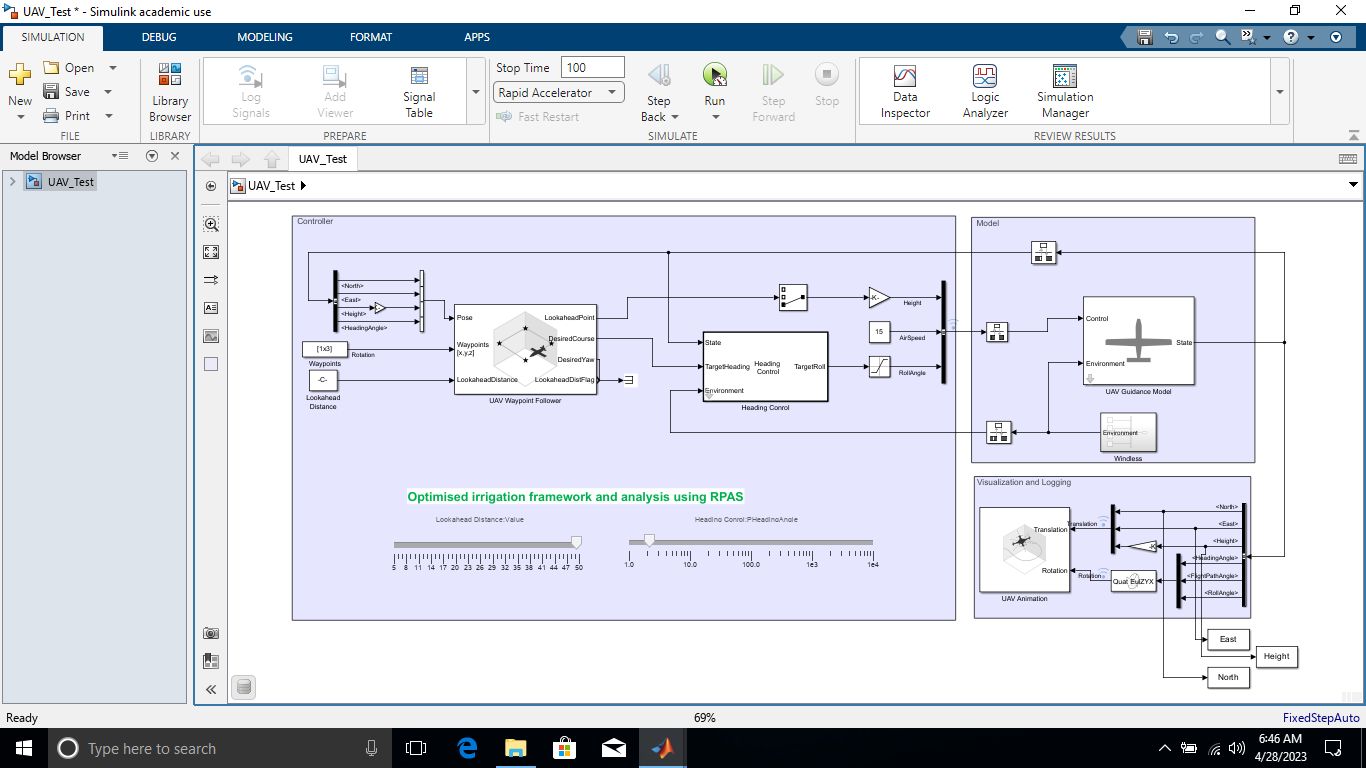 UAV_Test * - Simulink academic use
SIMULATION DEBUG MODELING FORMAT APPS
New
Open
Save
Print
FILE
Library
Browser
LIBRARY
Log
Signals
Add
Viewer
Signal
Table
PREPARE
Stop Time 100
Rapid Accelerator
Fast Restart
Step
Back
Run
Step
Forward
Stop
SIMULATE
Data
Inspector
Logic
Analyzer
Simulation
Manager
REVIEW RESULTS
Model Browser
UAV_Test
UAV_Test
UAV_Test
Controller
<North>
<East>
<Height>
<HeadingAngle>
[1x3]
Rotation
Waypoints
-C-
Lookahead
Distance
Pose
Waypoints
[x,y,z]
LookaheadDistance
LookaheadPoint
DesiredCourse
DesiredYaw
LookaheadDistFlag
UAV Waypoint Follower
State
TargetHeading
Environment
Heading
Control
TargetRoll
Heading Conrol
-K-
Height
15
AirSpeed
RollAngle
Model
Control
Environment
State
UAV Guidance Model
Environment
Windless
Optimised irrigation framework and analysis using RPAS
Lookahead Distance:Value
5 8 11 14 17 20 23 26 29 32 35 38 41 44 47 50
Heading Conrol:PHeadingAngle
1.0 10.0 100.0 1e3 1e4
Visualization and Logging
Translation
Rotation
UAV Animation
Translation
Rotation
-K-
Quat EulZYX
<North>
<East>
<Height>
<HeadingAngle>
<FlightPathAngle>
<RollAngle>
East
Height
North
Ready
69%
FixedStepAuto
Type here to search
6:46 AM
4/28/2023